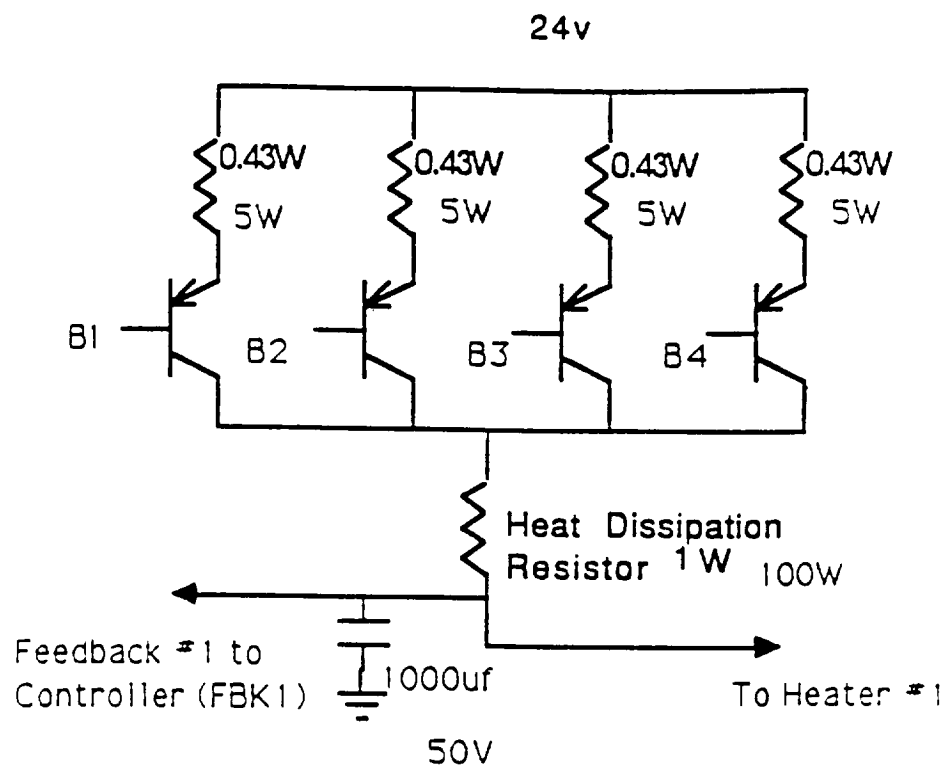 24v
0.43W
5W
0.43W
5W
0.43W
5W
0.43W
5W
B1
B2
B3
B4
Heat Dissipation
Resistor 1W 100W
Feedback #1 to
Controller (FBK1)
1000uf
To Heater #1
50V